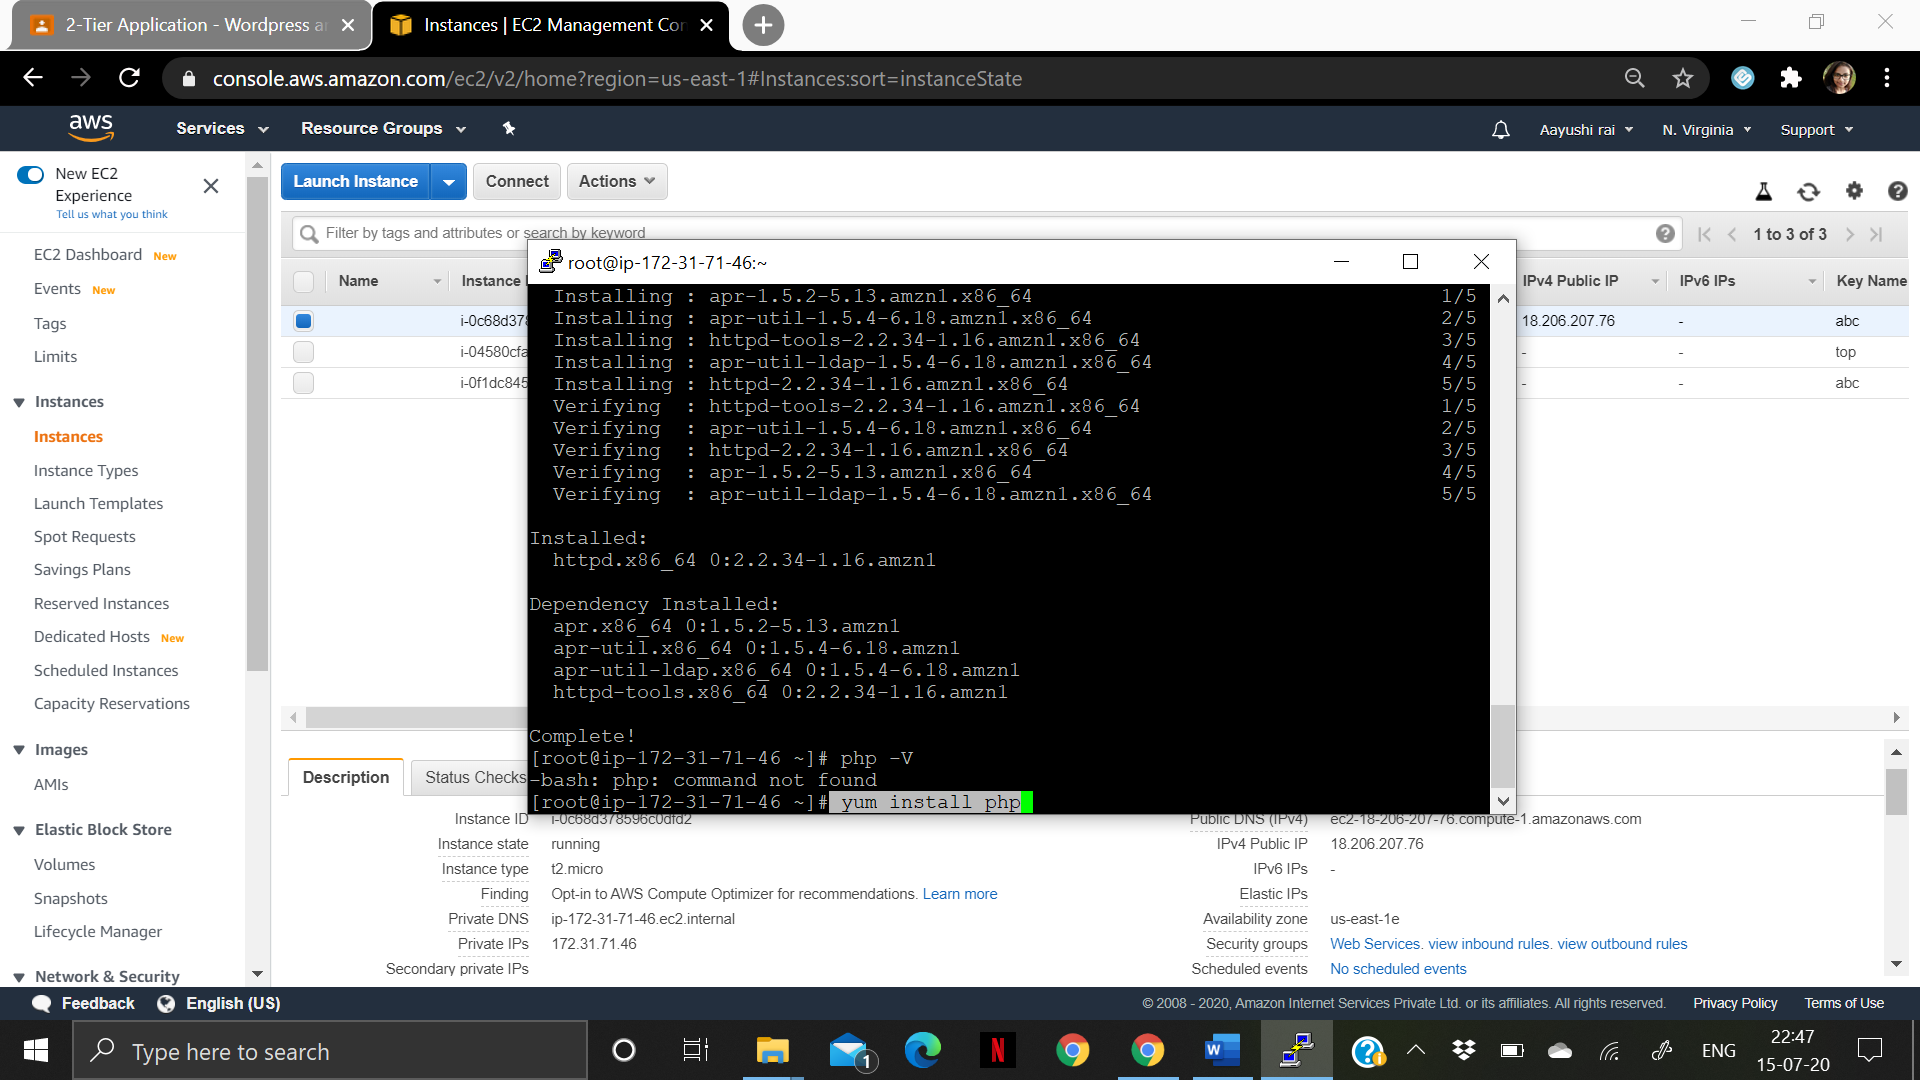 2-Tier Application - Wordpress a
Instances | EC2 Management Con
console.aws.amazon.com/ec2/v2/home?region=us-east-1#Instances:sort=instanceState
aws
Services
Resource Groups
Aayushi rai
N. Virginia
Support
New EC2
Experience
Tell us what you think
EC2 Dashboard New
Events New
Tags
Limits
Instances
Instances
Instance Types
Launch Templates
Spot Requests
Savings Plans
Reserved Instances
Dedicated Hosts New
Scheduled Instances
Capacity Reservations
Images
AMIs
Elastic Block Store
Volumes
Snapshots
Lifecycle Manager
Network & Security
Launch Instance
Connect
Actions
Filter by tags and attributes or search by keyword
1 to 3 of 3
Name
Instance
IPv4 Public IP
IPv6 IPs
Key Name
i-0c68d378
18.206.207.76
-
abc
i-04580cfa
-
-
top
i-0f1dc845
-
-
abc
root@ip-172-31-71-46:~
Installing : apr-1.5.2-5.13.amzn1.x86_64 1/5
Installing : apr-util-1.5.4-6.18.amzn1.x86_64 2/5
Installing : httpd-tools-2.2.34-1.16.amzn1.x86_64 3/5
Installing : apr-util-ldap-1.5.4-6.18.amzn1.x86_64 4/5
Installing : httpd-2.2.34-1.16.amzn1.x86_64 5/5
Verifying : httpd-tools-2.2.34-1.16.amzn1.x86_64 1/5
Verifying : apr-util-1.5.4-6.18.amzn1.x86_64 2/5
Verifying : httpd-2.2.34-1.16.amzn1.x86_64 3/5
Verifying : apr-1.5.2-5.13.amzn1.x86_64 4/5
Verifying : apr-util-ldap-1.5.4-6.18.amzn1.x86_64 5/5
Installed:
httpd.x86_64 0:2.2.34-1.16.amzn1
Dependency Installed:
apr.x86_64 0:1.5.2-5.13.amzn1
apr-util.x86_64 0:1.5.4-6.18.amzn1
apr-util-ldap.x86_64 0:1.5.4-6.18.amzn1
httpd-tools.x86_64 0:2.2.34-1.16.amzn1
Complete!
[root@ip-172-31-71-46 ~]# php -V
-bash: php: command not found
[root@ip-172-31-71-46 ~]# yum install php
Description
Status Checks
Instance ID i-0c68d378596c0dfd2
Instance state running
Instance type t2.micro
Finding Opt-in to AWS Compute Optimizer for recommendations. Learn more
Private DNS ip-172-31-71-46.ec2.internal
Private IPs 172.31.71.46
Secondary private IPs
Public DNS (IPv4) ec2-18-206-207-76.compute-1.amazonaws.com
IPv4 Public IP 18.206.207.76
IPv6 IPs -
Elastic IPs
Availability zone us-east-1e
Security groups Web Services. view inbound rules. view outbound rules
Scheduled events No scheduled events
Feedback
English (US)
© 2008 - 2020, Amazon Internet Services Private Ltd. or its affiliates. All rights reserved.
Privacy Policy
Terms of Use
Type here to search
1
ENG
22:47
15-07-20